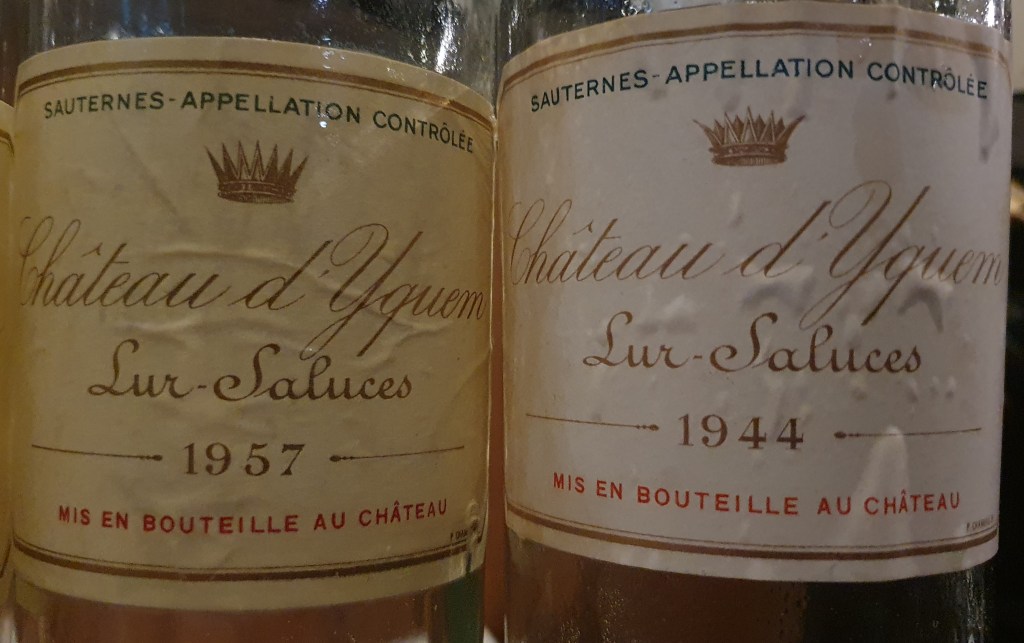 SAUTERNES-APPELLATION CONTRÔLÉE
Château d'Yquem
Lur-Saluces
1957
MIS EN BOUTEILLE AU CHÂTEAU
SAUTERNES-APPELLATION CONTRÔLÉE
Château d'Yquem
Lur-Saluces
1944
MIS EN BOUTEILLE AU CHÂTEAU